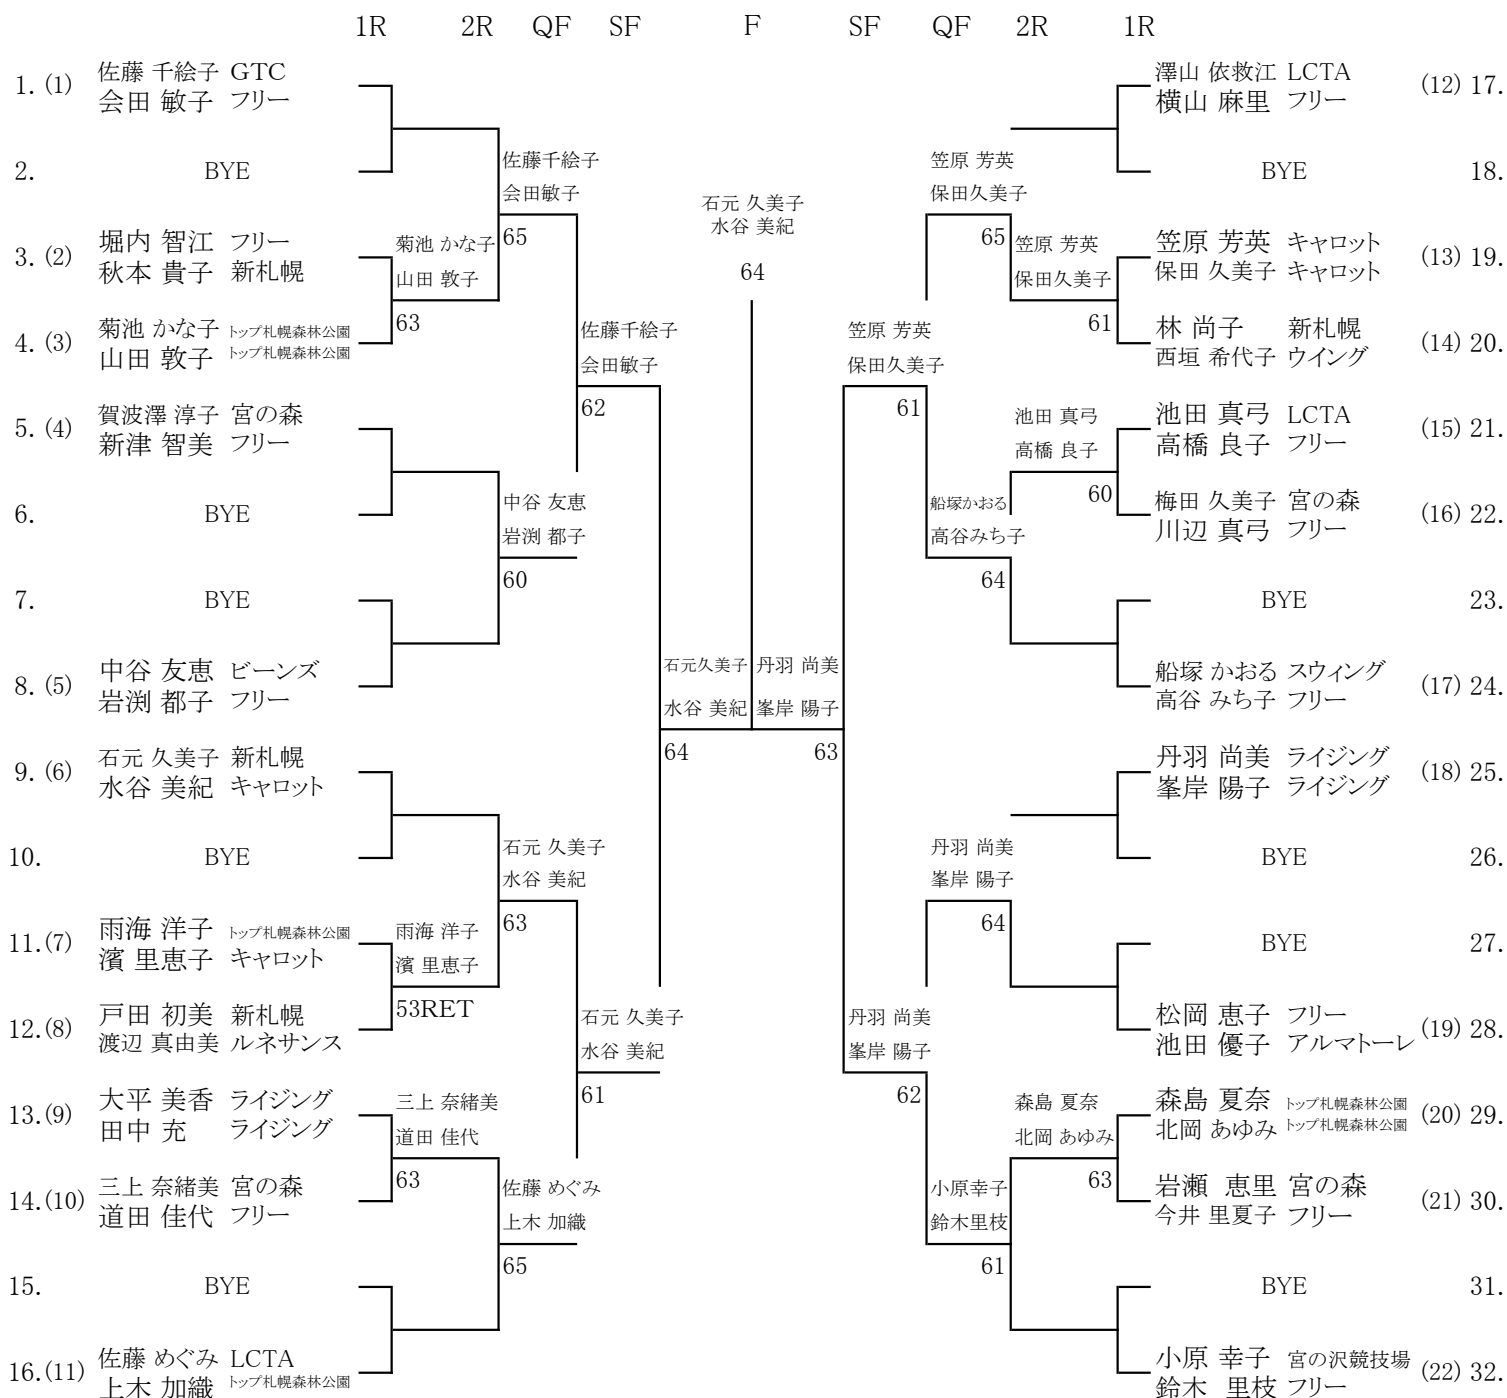 1R 2R QF SF F SF QF 2R 1R
1. (1) 佐藤 千絵子 GTC
会田 敏子 フリー
2. BYE
3. (2) 堀内 智江 フリー
秋本 貴子 新札幌
4. (3) 菊池 かな子 トップ札幌森林公園
山田 敦子 トップ札幌森林公園
5. (4) 賀波澤 淳子 宮の森
新津 智美 フリー
6. BYE
7. BYE
8. (5) 中谷 友恵 ビーンズ
岩渕 都子 フリー
9. (6) 石元 久美子 新札幌
水谷 美紀 キャロット
10. BYE
11.(7) 雨海 洋子 トップ札幌森林公園
濱 里恵子 キャロット
12.(8) 戸田 初美 新札幌
渡辺 真由美 ルネサンス
13.(9) 大平 美香 ライジング
田中 充 ライジング
14.(10) 三上 奈緒美 宮の森
道田 佳代 フリー
15. BYE
16.(11) 佐藤 めぐみ LCTA
上木 加織 トップ札幌森林公園
菊池 かな子
山田 敦子
63
雨海 洋子
濱 里恵子
53RET
三上 奈緒美
道田 佳代
63
佐藤千絵子
会田敏子
65
中谷 友恵
岩渕 都子
60
石元 久美子
水谷 美紀
63
佐藤 めぐみ
上木 加織
65
佐藤千絵子
会田敏子
62
石元 久美子
水谷 美紀
61
石元久美子
水谷 美紀
64
石元 久美子
水谷 美紀
64
丹羽 尚美
峯岸 陽子
63
笠原 芳英
保田久美子
61
丹羽 尚美
峯岸 陽子
62
笠原 芳英
保田久美子
65
船塚かおる
高谷みち子
64
丹羽 尚美
峯岸 陽子
64
小原幸子
鈴木里枝
61
笠原 芳英
保田久美子
61
池田 真弓
高橋 良子
60
森島 夏奈
北岡 あゆみ
63
澤山 依救江 LCTA (12) 17.
横山 麻里 フリー
BYE 18.
笠原 芳英 キャロット (13) 19.
保田 久美子 キャロット
林 尚子 新札幌 (14) 20.
西垣 希代子 ウイング
池田 真弓 LCTA (15) 21.
高橋 良子 フリー
梅田 久美子 宮の森 (16) 22.
川辺 真弓 フリー
BYE 23.
船塚 かおる スウィング (17) 24.
高谷 みち子 フリー
丹羽 尚美 ライジング (18) 25.
峯岸 陽子 ライジング
BYE 26.
BYE 27.
松岡 恵子 フリー (19) 28.
池田 優子 アルマトーレ
森島 夏奈 トップ札幌森林公園 (20) 29.
北岡 あゆみ トップ札幌森林公園
岩瀬 恵里 宮の森 (21) 30.
今井 里夏子 フリー
BYE 31.
小原 幸子 宮の沢競技場 (22) 32.
鈴木 里枝 フリー